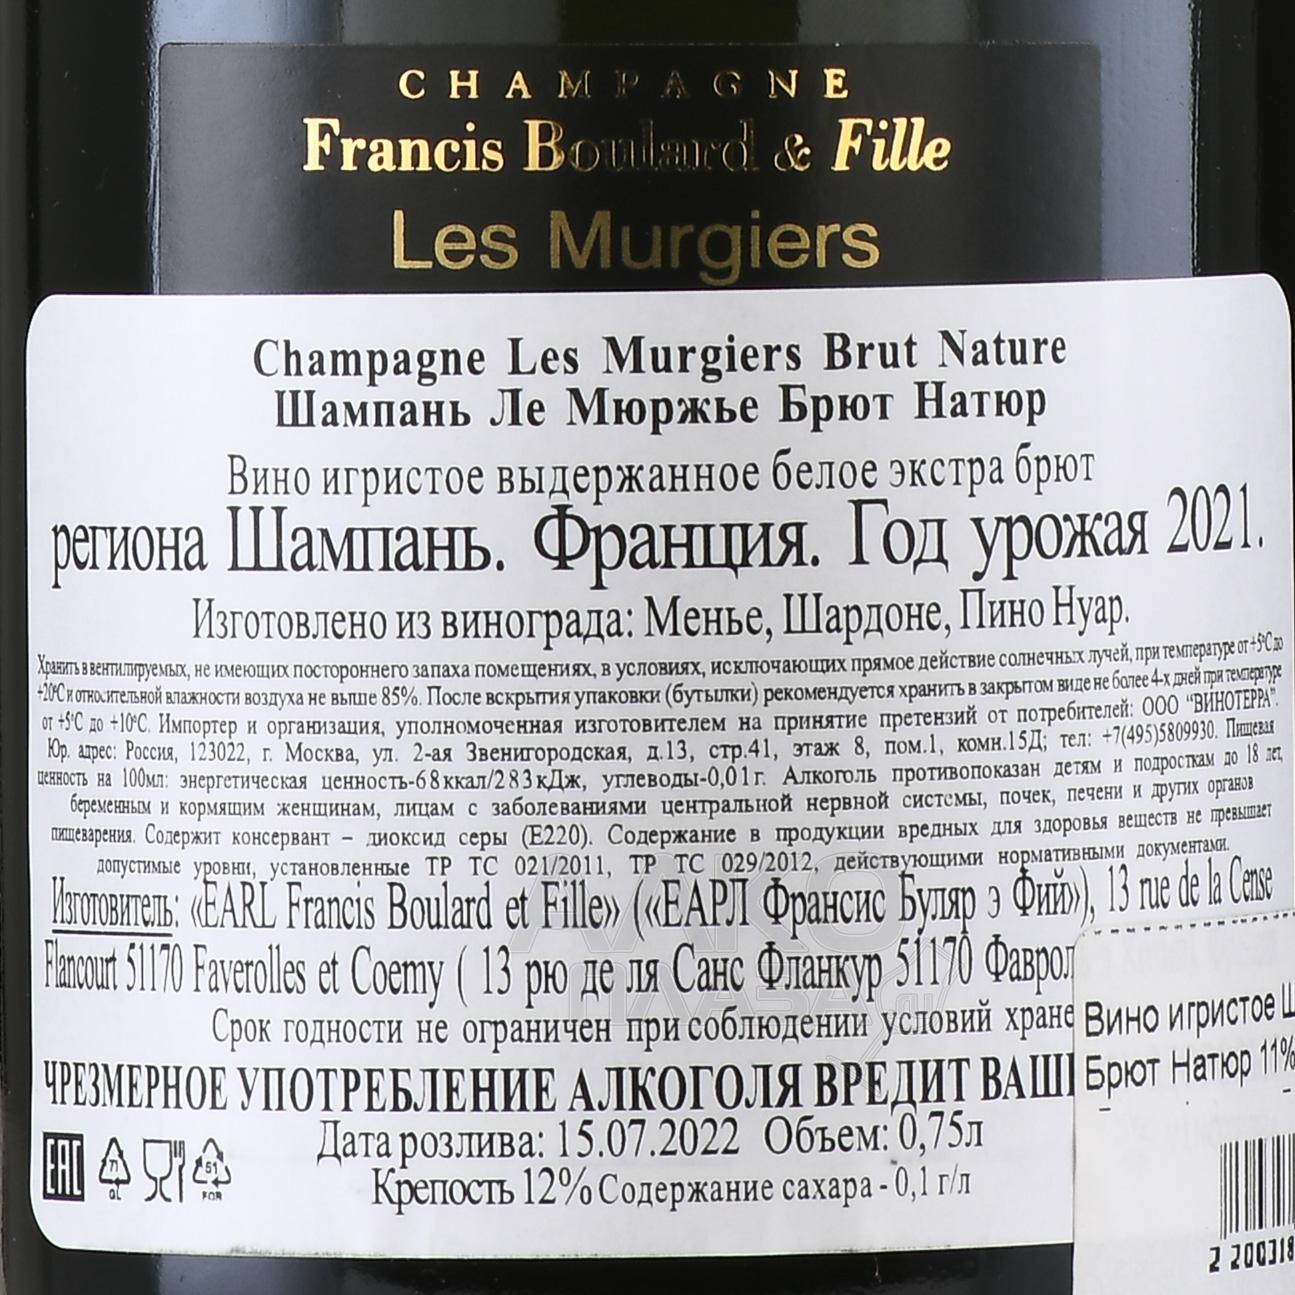 CHAMPAGNE
Francis Boulard & Fille
Les Murgiers
Champagne Les Murgiers Brut Nature
Шампань Ле Мюржье Брют Натюр
Вино игристое выдержанное белое экстра брют
региона Шампань. Франция. Год урожая 2021.
Изготовлено из винограда: Менье, Шардоне, Пино Нуар.
Хранить в вентилируемых, не имеющих постороннего запаха помещениях, в условиях, исключающих прямое действие солнечных лучей, при температуре от +5°С до
+20°С и относительной влажности воздуха не выше 85%. После вскрытия упаковки (бутылки) рекомендуется хранить в закрытом виде не более 4-х дней при температуре
от +5°С до +10°С. Импортер и организация, уполномоченная изготовителем на принятие претензий от потребителей: ООО "ВИНОТЕРРА".
Юр. адрес: Россия, 123022, г. Москва, ул. 2-ая Звенигородская, д.13, стр.41, этаж 8, пом.1, комн.15Д; тел: +7(495)5809930. Пищевая
ценность на 100мл: энергетическая ценность-68ккал/283кДж, углеводы-0,01г. Алкоголь противопоказан детям и подросткам до 18 лет,
беременным и кормящим женщинам, лицам с заболеваниями центральной нервной системы, почек, печени и других органов
пищеварения. Содержит консервант – диоксид серы (Е220). Содержание в продукции вредных для здоровья веществ не превышает
допустимые уровни, установленные ТР ТС 021/2011, ТР ТС 029/2012, действующими нормативными документами.
Изготовитель: «EARL Francis Boulard et Fille» («ЕАРЛ Франсис Буляр э Фий»), 13 rue de la Cense
Flancourt 51170 Faverolles et Coemy ( 13 рю де ля Санс Фланкур 51170 Фаврол
Срок годности не ограничен при соблюдении условий хране
ЧРЕЗМЕРНОЕ УПОТРЕБЛЕНИЕ АЛКОГОЛЯ ВРЕДИТ ВАШ
Дата розлива: 15.07.2022 Объем: 0,75л
Крепость 12% Содержание сахара - 0,1 г/л
EAC
71
GL
51
FOR
Вино игристое Ш
Брют Натюр 11%
2 200318
АЛКО
ПЛАЗА.ru